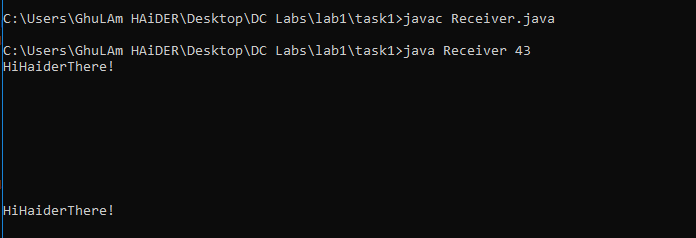 C:\Users\GhuLAm HAiDER\Desktop\DC Labs\lab1\task1>javac Receiver.java
C:\Users\GhuLAm HAiDER\Desktop\DC Labs\lab1\task1>java Receiver 43
HiHaiderThere!
HiHaiderThere!